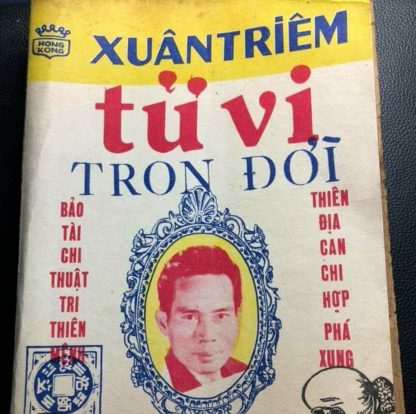 HONG
KONG
XUÂN TRIÊM
tử vi
TRỌN ĐỜI
BẢO
TÀI
CHI
THUẬT
TRI
THIÊN
MỆNH
THIÊN
ĐỊA
CAN
CHI
HỢP
PHÁ
XUNG